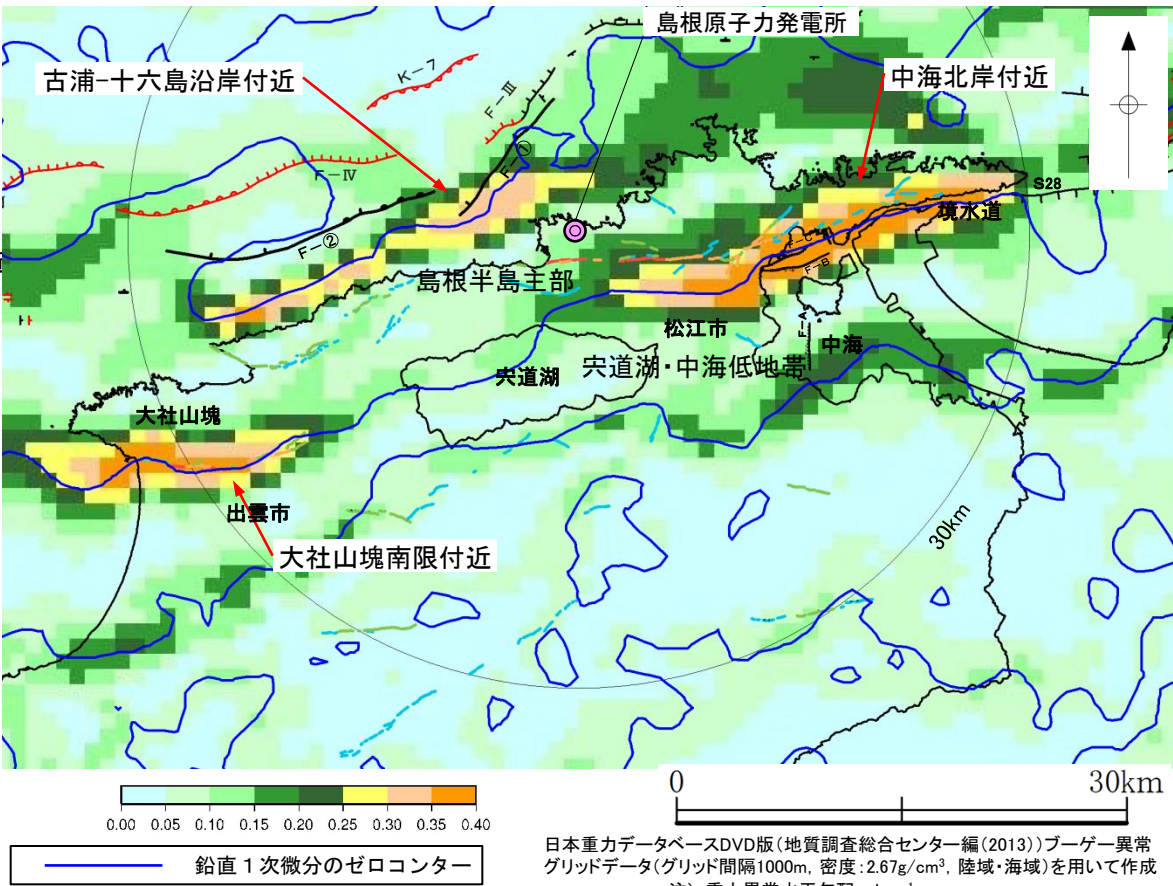 島根原子力発電所
古浦-十六島沿岸付近
中海北岸付近
K-7
F-Ⅲ
F-①
F-Ⅳ
F-②
S28
境水道
F-C
F-B
島根半島主部
F-A
松江市
中海
宍道湖
宍道湖・中海低地帯
大社山塊
出雲市
30km
大社山塊南限付近
0 30km
0.00 0.05 0.10 0.15 0.20 0.25 0.30 0.35 0.40
鉛直1次微分のゼロコンター
日本重力データベースDVD版(地質調査総合センター編(2013))ブーゲー異常
グリッドデータ(グリッド間隔1000m, 密度:2.67g/cm³, 陸域・海域)を用いて作成